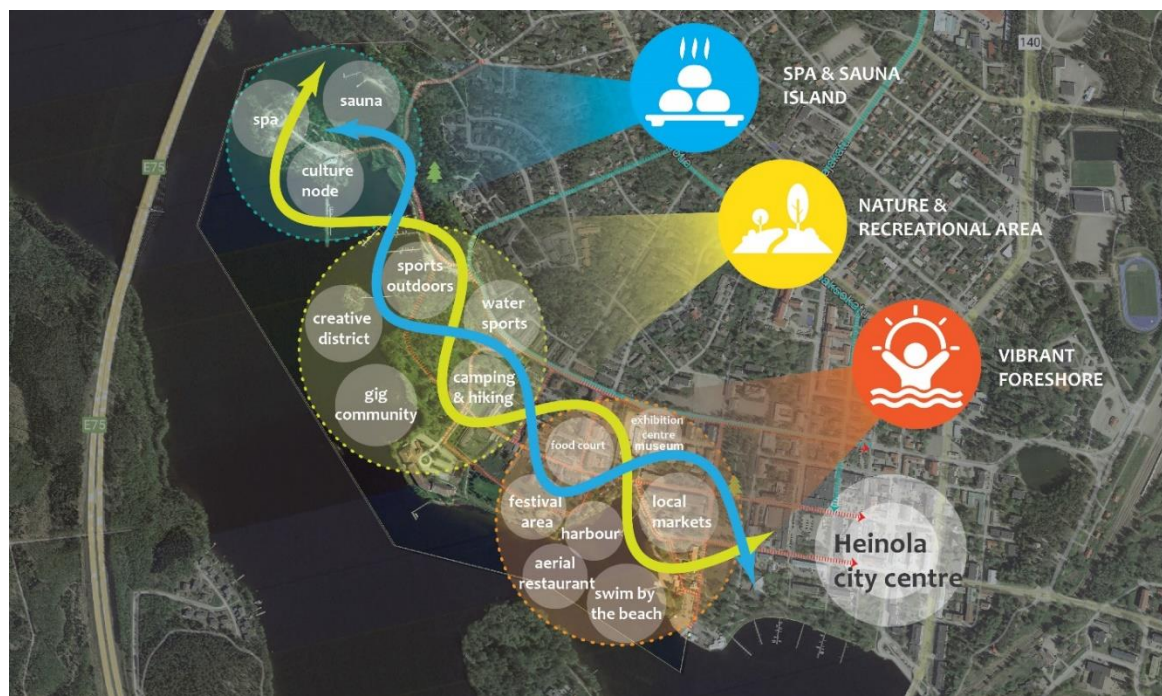 SPA & SAUNA
ISLAND
140
sauna
spa
culture
node
E75
NATURE &
RECREATIONAL AREA
sports
outdoors
water
sports
creative
district
camping
& hiking
gig
community
VIBRANT
FORESHORE
E75
exhibition
centre
museum
food court
festival
area
local
markets
harbour
aerial
restaurant
swim by
the beach
Heinola
city centre